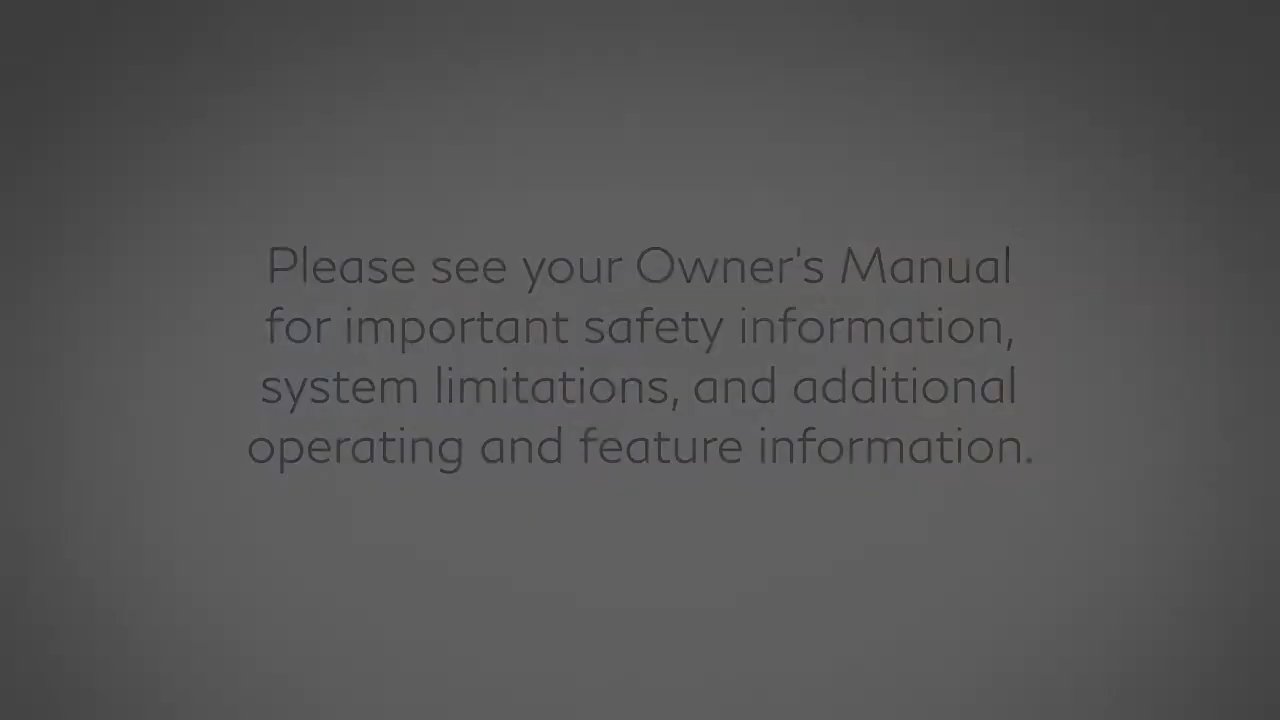 Please see your Owner's Manual
for important safety information,
system limitations, and additional
operating and feature information.